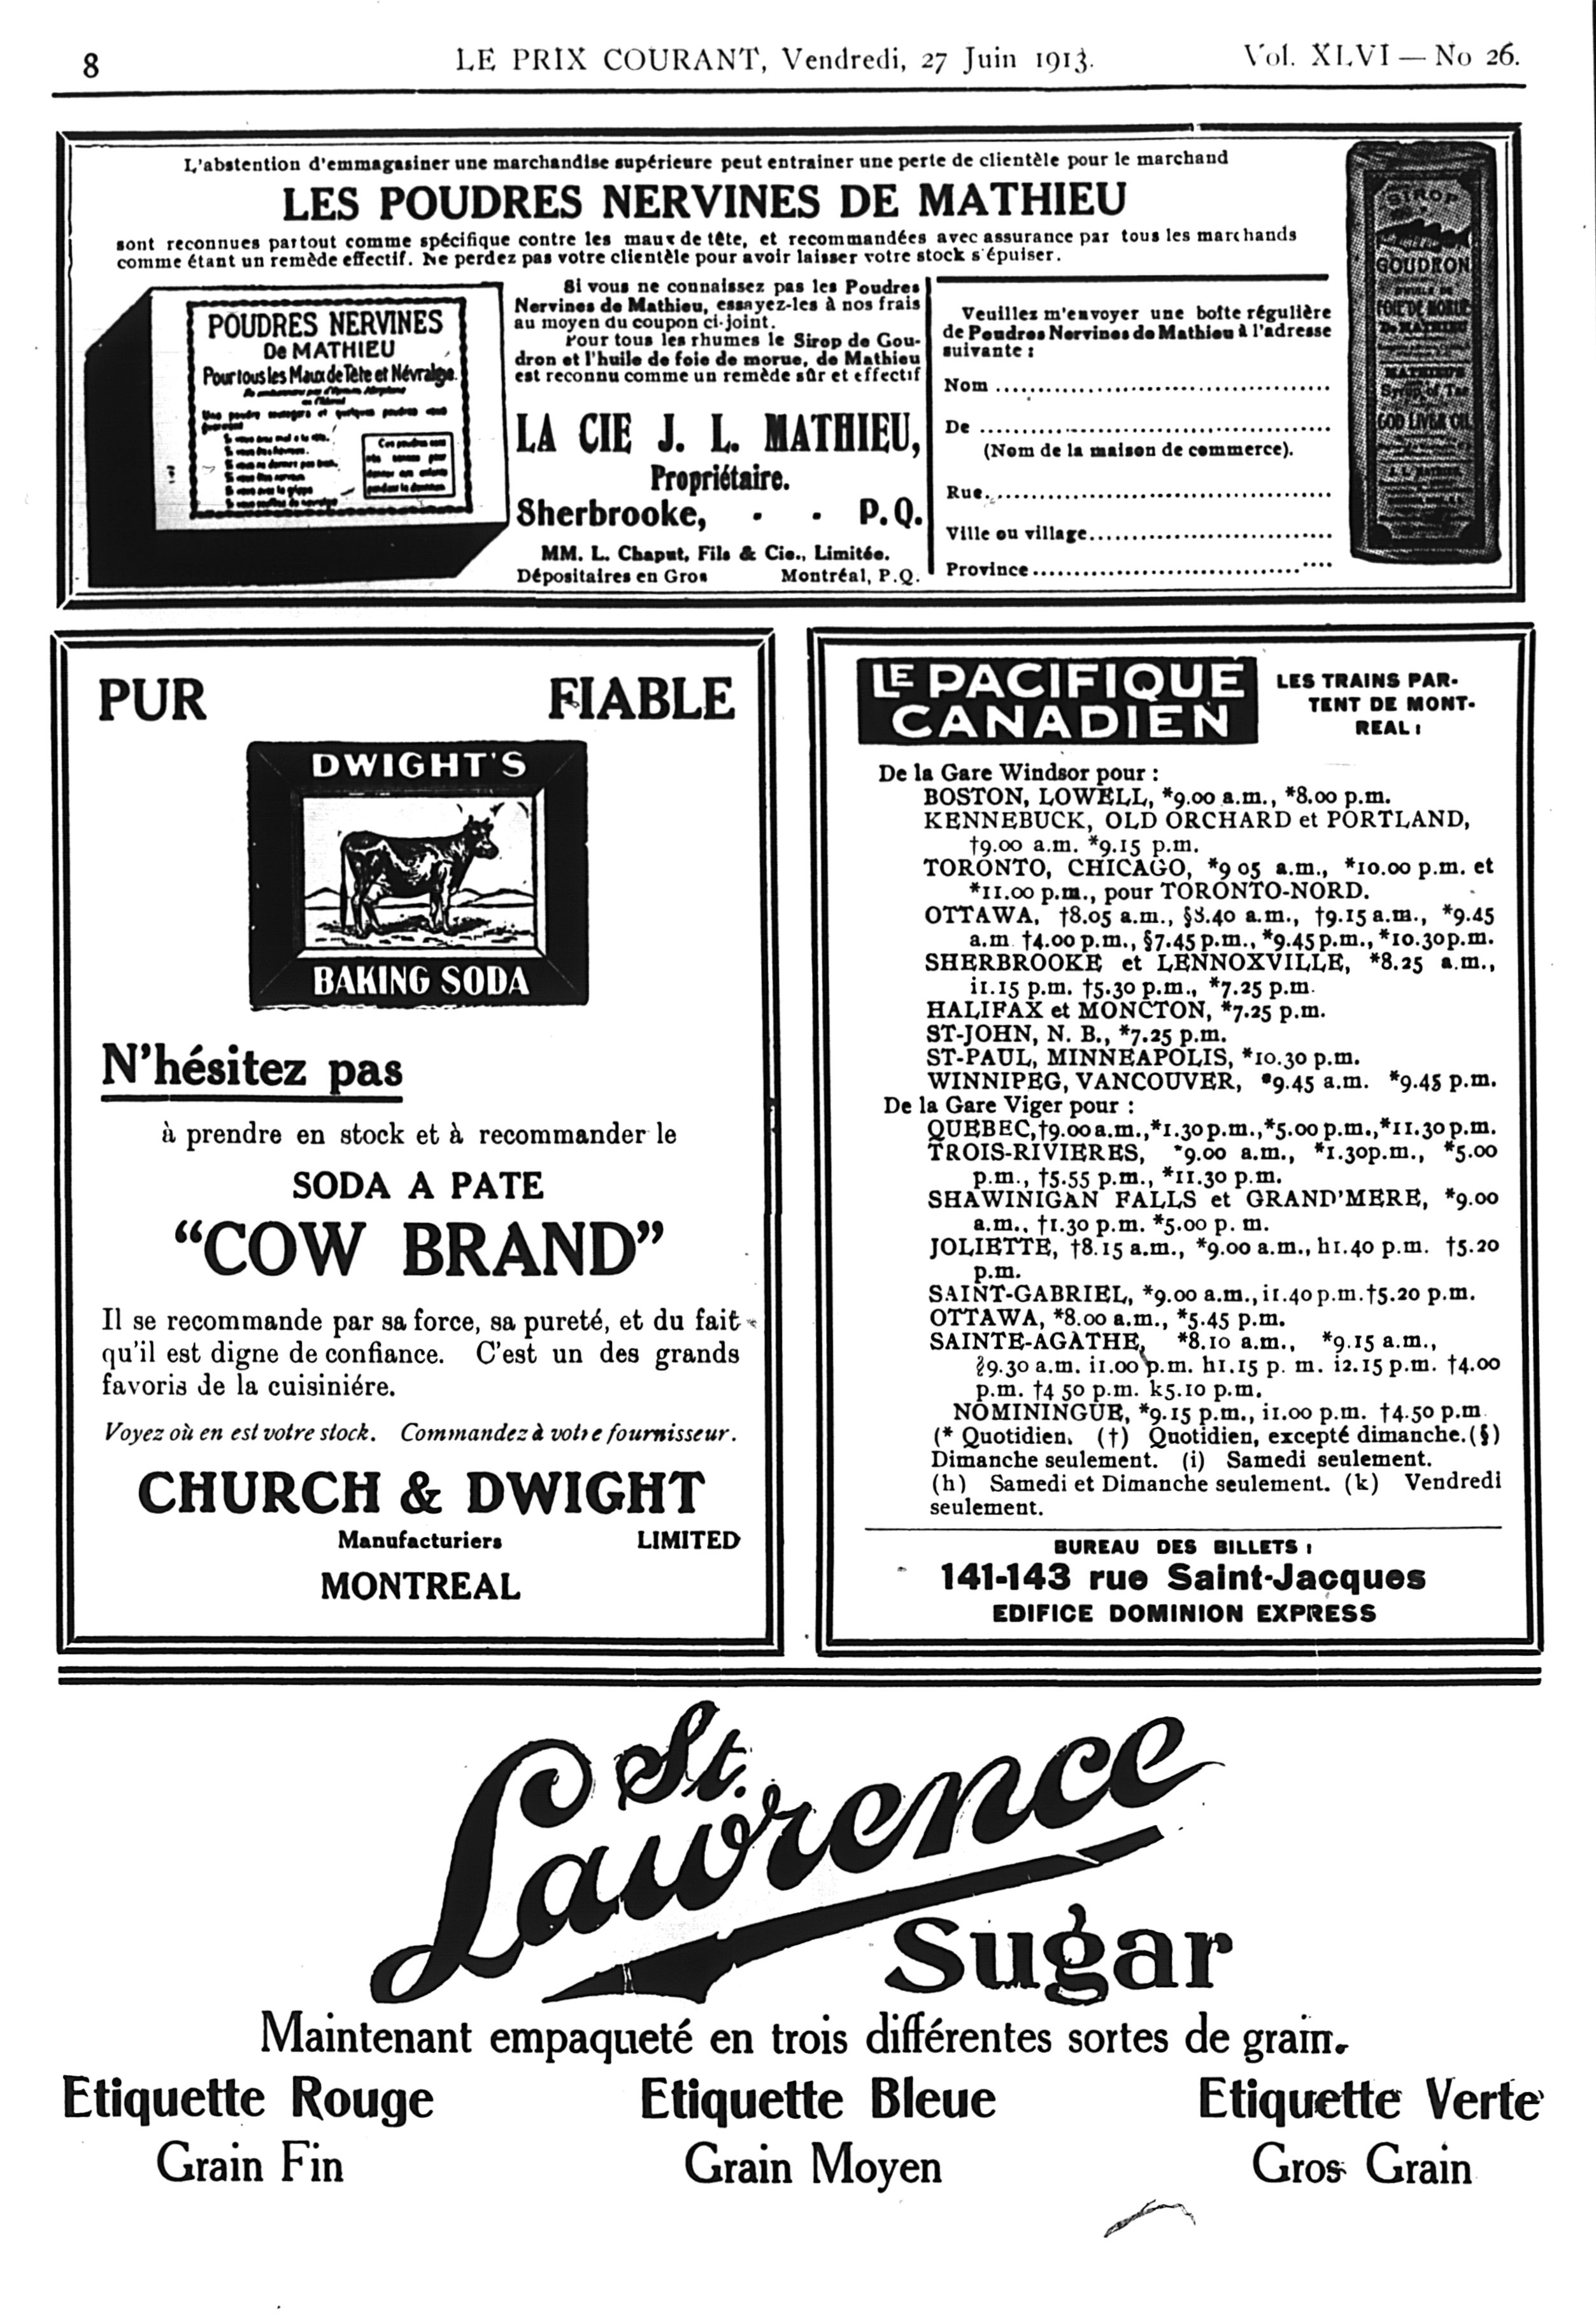 8
LE PRIX COURANT, Vendredi, 27 Juin 1913.
Vol. XLVI — No 26.
L'abstention d'emmagasiner une marchandise supérieure peut entrainer une perte de clientèle pour le marchand
LES POUDRES NERVINES DE MATHIEU
sont reconnues partout comme spécifique contre les maux de tête, et recommandées avec assurance par tous les marchands
comme étant un remède effectif. Ne perdez pas votre clientèle pour avoir laisser votre stock s'épuiser.
POUDRES NERVINES
De MATHIEU
Pour tous les Maux de Tête et Névralgie.
Si vous ne connaissez pas les Poudres
Nervines de Mathieu, essayez-les à nos frais
au moyen du coupon ci-joint.
Pour tous les rhumes le Sirop de Gou-
dron et l'huile de foie de morue, de Mathieu
est reconnu comme un remède sûr et effectif
LA CIE J. L. MATHIEU,
Propriétaire.
Sherbrooke, - - P.Q.
MM. L. Chaput, Fils & Cie., Limitée.
Dépositaires en Gros Montréal, P.Q.
Veuillez m'envoyer une boîte régulière
de Poudres Nervines de Mathieu à l'adresse
suivante :
Nom ................................................
De ................................................
(Nom de la maison de commerce).
Rue................................................
Ville ou village..................................
Province..........................................
SIROP
GOUDRON
FOIE DE MORUE
De MATHIEU
MATHIEU'S
Syrup of Tar
COD LIVER OIL
PUR FIABLE
DWIGHT'S
BAKING SODA
N'hésitez pas
à prendre en stock et à recommander le
SODA A PATE
“COW BRAND”
Il se recommande par sa force, sa pureté, et du fait
qu'il est digne de confiance. C'est un des grands
favoris de la cuisiniére.
Voyez où en est votre stock. Commandez à votre fournisseur.
CHURCH & DWIGHT
Manufacturiers LIMITED
MONTREAL
LE PACIFIQUE
CANADIEN
LES TRAINS PAR-
TENT DE MONT-
REAL :
De la Gare Windsor pour :
BOSTON, LOWELL, *9.00 a.m., *8.00 p.m.
KENNEBUCK, OLD ORCHARD et PORTLAND,
†9.00 a.m. *9.15 p.m.
TORONTO, CHICAGO, *9 05 a.m., *10.00 p.m. et
*11.00 p.m., pour TORONTO-NORD.
OTTAWA, †8.05 a.m., §8.40 a.m., †9.15 a.m., *9.45
a.m †4.00 p.m., §7.45 p.m., *9.45 p.m., *10.30p.m.
SHERBROOKE et LENNOXVILLE, *8.25 a.m.,
i1.15 p.m. †5.30 p.m., *7.25 p.m.
HALIFAX et MONCTON, *7.25 p.m.
ST-JOHN, N. B., *7.25 p.m.
ST-PAUL, MINNEAPOLIS, *10.30 p.m.
WINNIPEG, VANCOUVER, *9.45 a.m. *9.45 p.m.
De la Gare Viger pour :
QUEBEC,†9.00 a.m.,*1.30 p.m.,*5.00 p.m.,*11.30 p.m.
TROIS-RIVIERES, *9.00 a.m., *1.30p.m., *5.00
p.m., †5.55 p.m., *11.30 p.m.
SHAWINIGAN FALLS et GRAND'MERE, *9.00
a.m., †1.30 p.m. *5.00 p. m.
JOLIETTE, †8.15 a.m., *9.00 a.m., h1.40 p.m. †5.20
p.m.
SAINT-GABRIEL, *9.00 a.m., i1.40 p.m.†5.20 p.m.
OTTAWA, *8.00 a.m., *5.45 p.m.
SAINTE-AGATHE, *8.10 a.m., *9.15 a.m.,
§9.30 a.m. i1.00 p.m. h1.15 p. m. i2.15 p.m. †4.00
p.m. †4 50 p.m. k5.10 p.m.
NOMININGUE, *9.15 p.m., i1.00 p.m. †4.50 p.m
(* Quotidien. (†) Quotidien, excepté dimanche.(§)
Dimanche seulement. (i) Samedi seulement.
(h) Samedi et Dimanche seulement. (k) Vendredi
seulement.
BUREAU DES BILLETS :
141-143 rue Saint-Jacques
EDIFICE DOMINION EXPRESS
St.
Lawrence
Sugar
Maintenant empaqueté en trois différentes sortes de grain.
Etiquette Rouge Etiquette Bleue Etiquette Verte
Grain Fin Grain Moyen Gros Grain